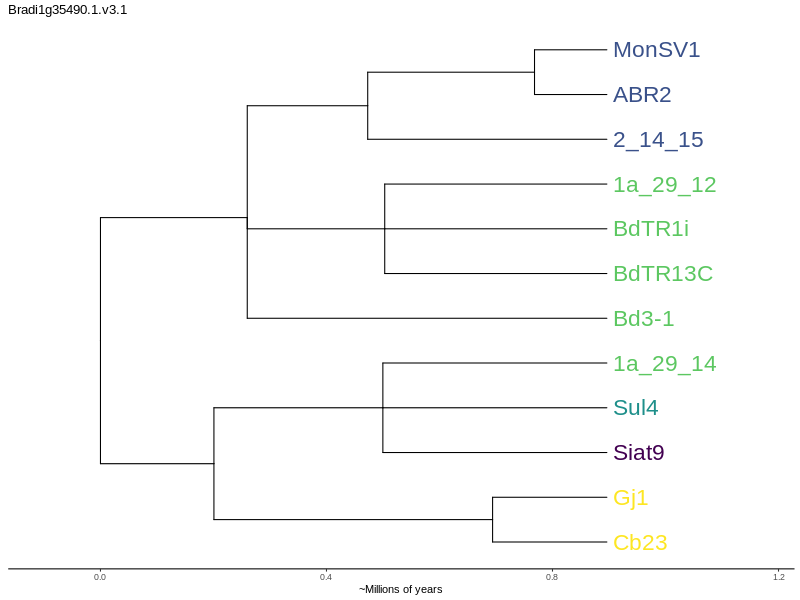 Bradi1g35490.1.v3.1
MonSV1
ABR2
2_14_15
1a_29_12
BdTR1i
BdTR13C
Bd3-1
1a_29_14
Sul4
Siat9
Gj1
Cb23
0.0 0.4 0.8 1.2
~Millions of years